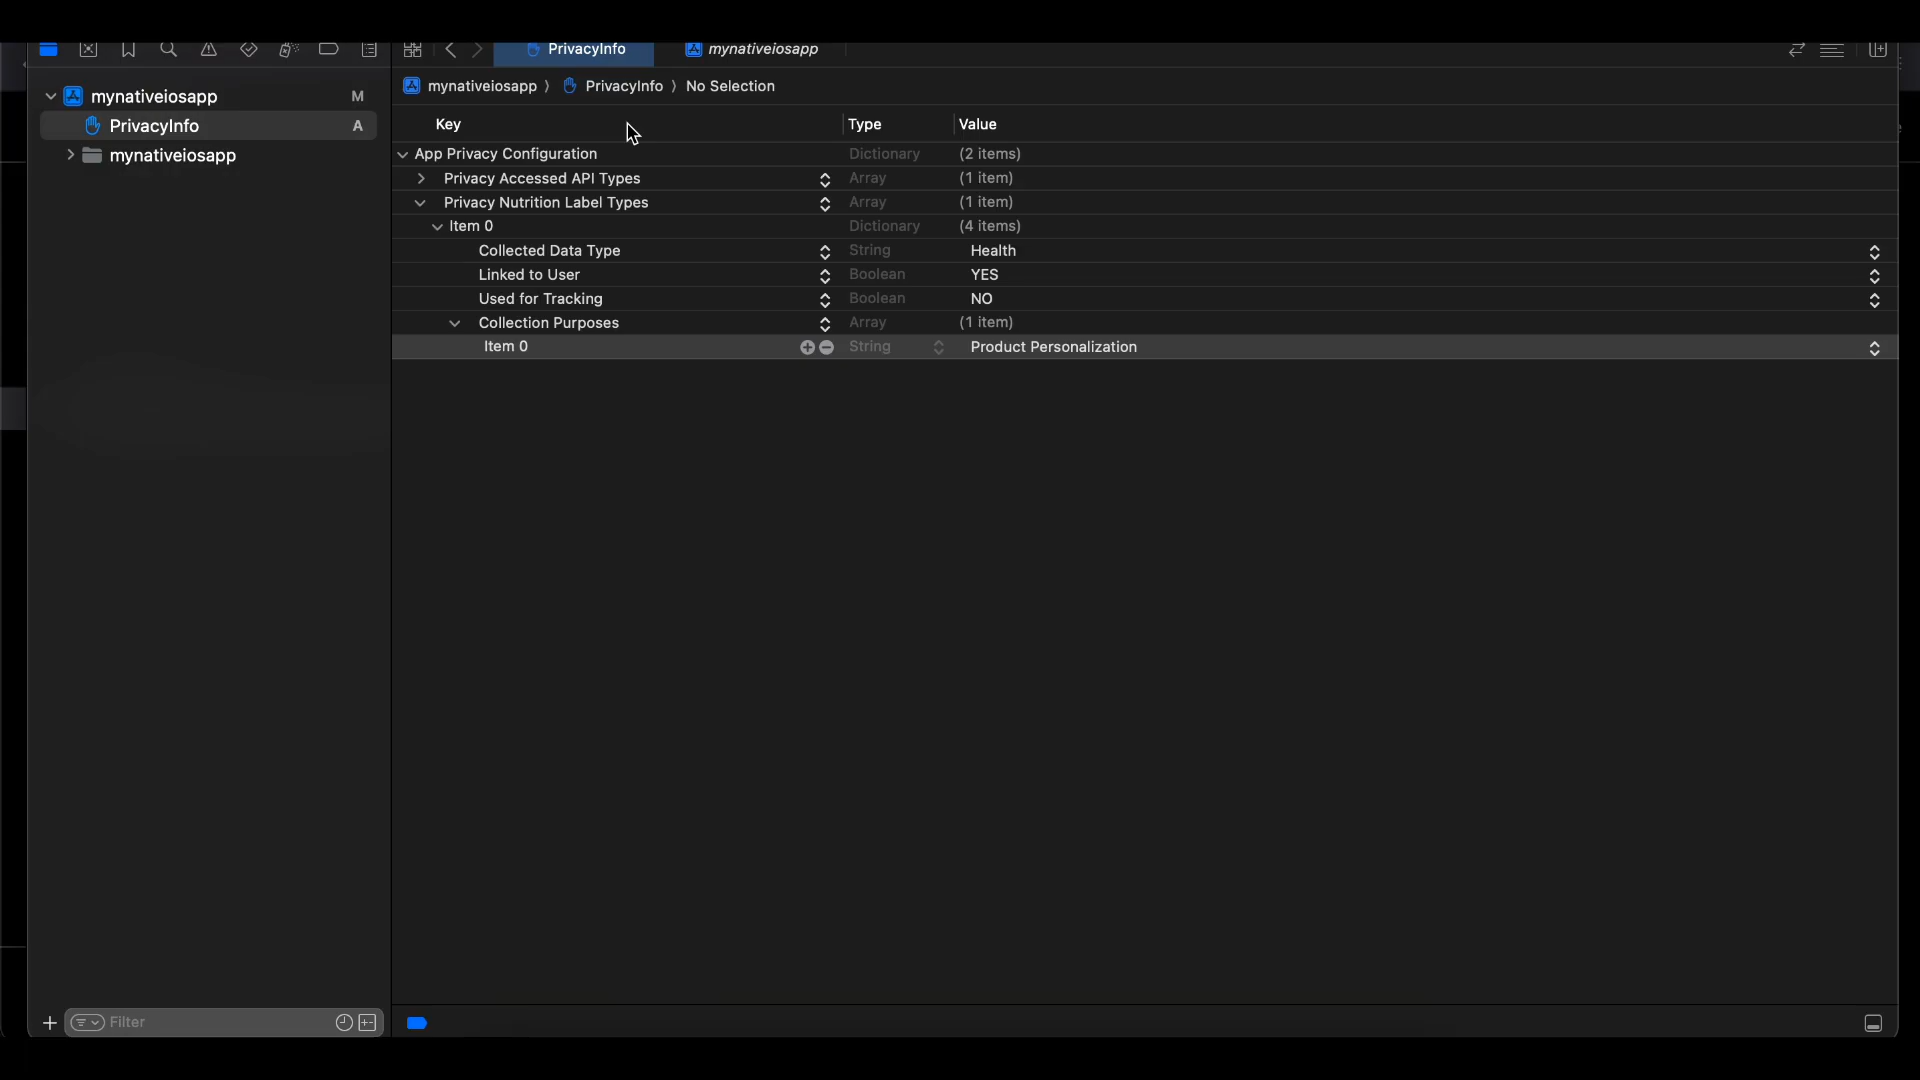 PrivacyInfo
mynativeiosapp
mynativeiosapp M
PrivacyInfo A
mynativeiosapp
mynativeiosapp PrivacyInfo No Selection
Key Type Value
App Privacy Configuration Dictionary (2 items)
Privacy Accessed API Types Array (1 item)
Privacy Nutrition Label Types Array (1 item)
Item 0 Dictionary (4 items)
Collected Data Type String Health
Linked to User Boolean YES
Used for Tracking Boolean NO
Collection Purposes Array (1 item)
Item 0 String Product Personalization
Filter